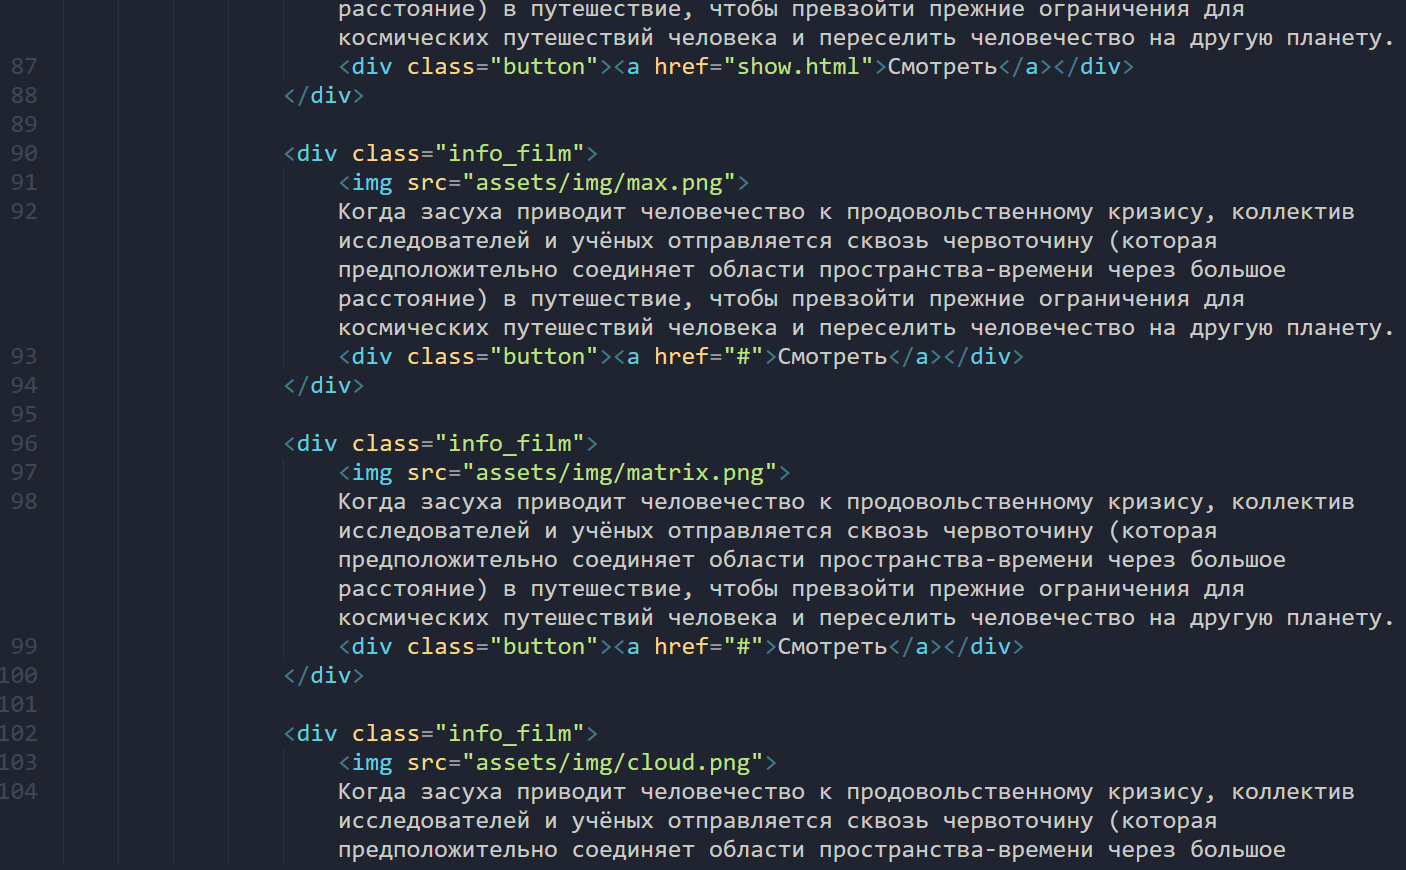 расстояние) в путешествие, чтобы превзойти прежние ограничения для
космических путешествий человека и переселить человечество на другую планету.
87 <div class="button"><a href="show.html">Смотреть</a></div>
88 </div>
89
90 <div class="info_film">
91 <img src="assets/img/max.png">
92 Когда засуха приводит человечество к продовольственному кризису, коллектив
исследователей и учёных отправляется сквозь червоточину (которая
предположительно соединяет области пространства-времени через большое
расстояние) в путешествие, чтобы превзойти прежние ограничения для
космических путешествий человека и переселить человечество на другую планету.
93 <div class="button"><a href="#">Смотреть</a></div>
94 </div>
95
96 <div class="info_film">
97 <img src="assets/img/matrix.png">
98 Когда засуха приводит человечество к продовольственному кризису, коллектив
исследователей и учёных отправляется сквозь червоточину (которая
предположительно соединяет области пространства-времени через большое
расстояние) в путешествие, чтобы превзойти прежние ограничения для
космических путешествий человека и переселить человечество на другую планету.
99 <div class="button"><a href="#">Смотреть</a></div>
100 </div>
101
102 <div class="info_film">
103 <img src="assets/img/cloud.png">
104 Когда засуха приводит человечество к продовольственному кризису, коллектив
исследователей и учёных отправляется сквозь червоточину (которая
предположительно соединяет области пространства-времени через большое